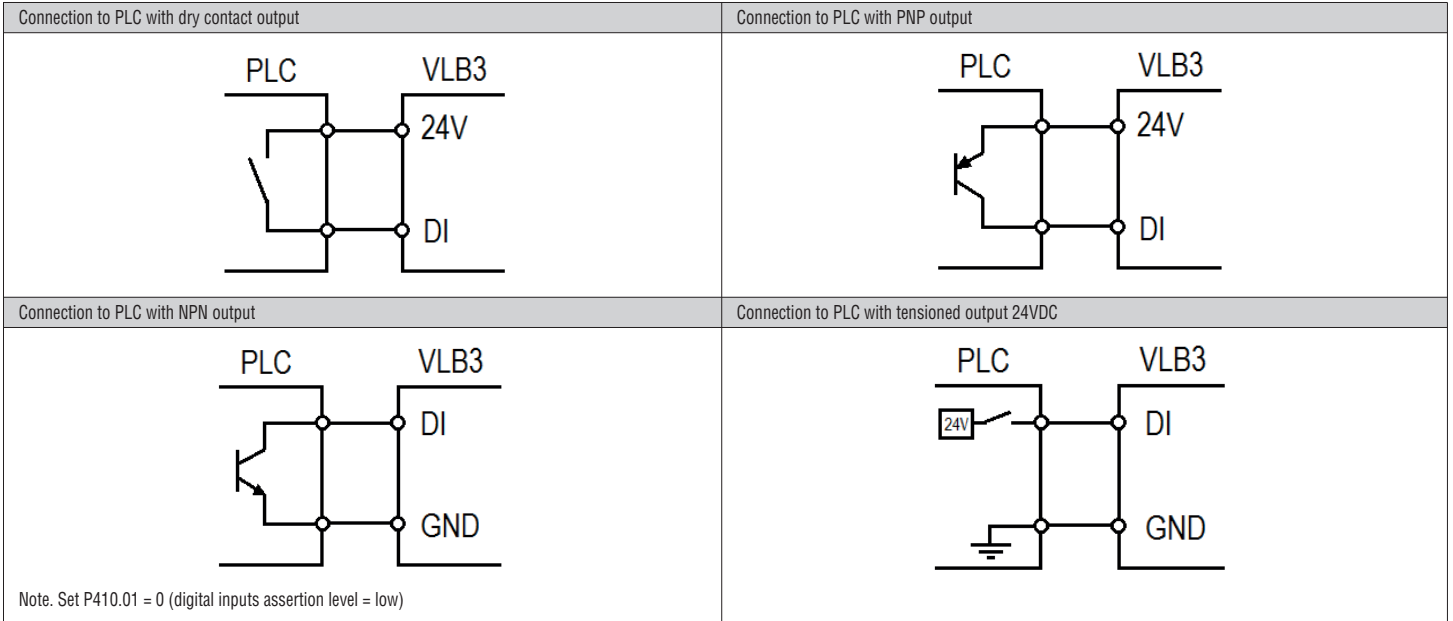 Connection to PLC with dry contact output
Connection to PLC with PNP output
PLC VLB3
24V
DI
PLC VLB3
24V
DI
Connection to PLC with NPN output
Connection to PLC with tensioned output 24VDC
PLC VLB3
DI
GND
Note. Set P410.01 = 0 (digital inputs assertion level = low)
PLC VLB3
24V DI
GND